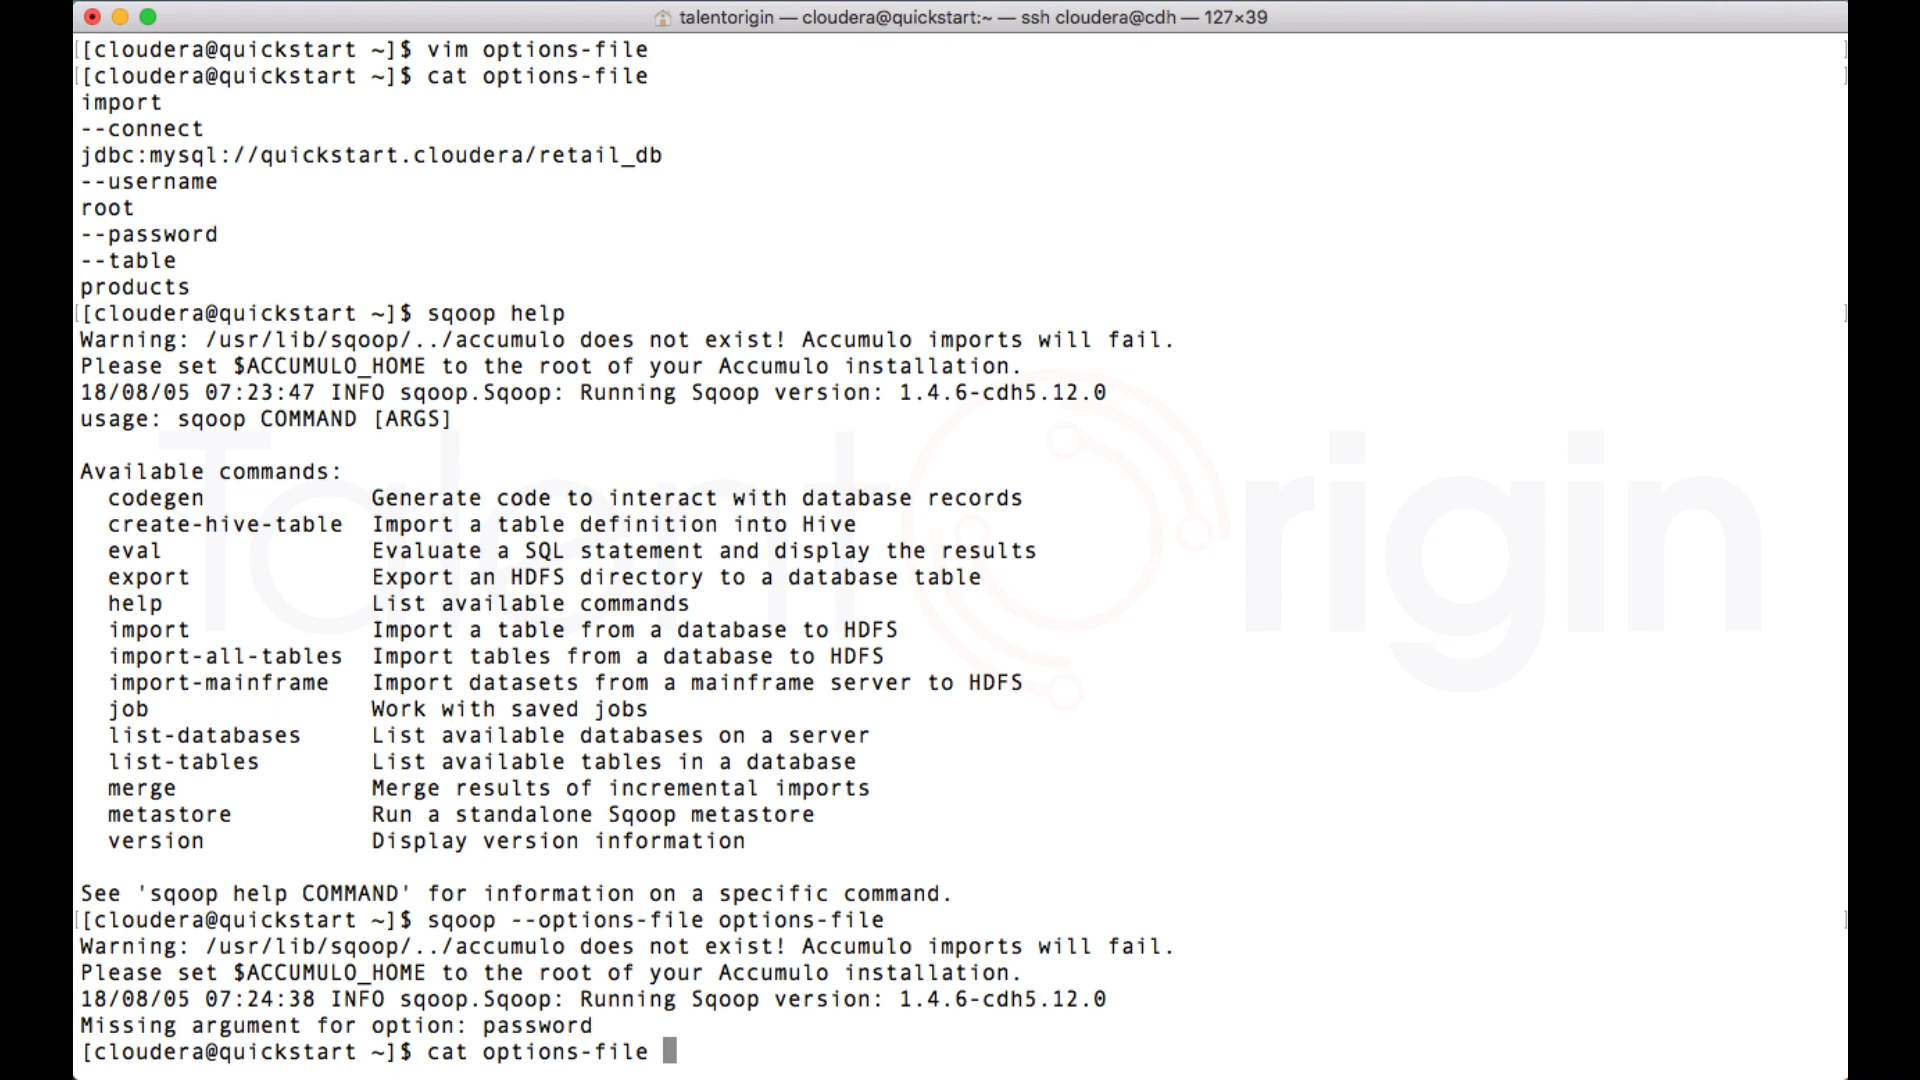 talentorigin — cloudera@quickstart:~ — ssh cloudera@cdh — 127×39
[cloudera@quickstart ~]$ vim options-file
[cloudera@quickstart ~]$ cat options-file
import
--connect
jdbc:mysql://quickstart.cloudera/retail_db
--username
root
--password
--table
products
[cloudera@quickstart ~]$ sqoop help
Warning: /usr/lib/sqoop/../accumulo does not exist! Accumulo imports will fail.
Please set $ACCUMULO_HOME to the root of your Accumulo installation.
18/08/05 07:23:47 INFO sqoop.Sqoop: Running Sqoop version: 1.4.6-cdh5.12.0
usage: sqoop COMMAND [ARGS]
Available commands:
codegen Generate code to interact with database records
create-hive-table Import a table definition into Hive
eval Evaluate a SQL statement and display the results
export Export an HDFS directory to a database table
help List available commands
import Import a table from a database to HDFS
import-all-tables Import tables from a database to HDFS
import-mainframe Import datasets from a mainframe server to HDFS
job Work with saved jobs
list-databases List available databases on a server
list-tables List available tables in a database
merge Merge results of incremental imports
metastore Run a standalone Sqoop metastore
version Display version information
See 'sqoop help COMMAND' for information on a specific command.
[cloudera@quickstart ~]$ sqoop --options-file options-file
Warning: /usr/lib/sqoop/../accumulo does not exist! Accumulo imports will fail.
Please set $ACCUMULO_HOME to the root of your Accumulo installation.
18/08/05 07:24:38 INFO sqoop.Sqoop: Running Sqoop version: 1.4.6-cdh5.12.0
Missing argument for option: password
[cloudera@quickstart ~]$ cat options-file
TalentOrigin